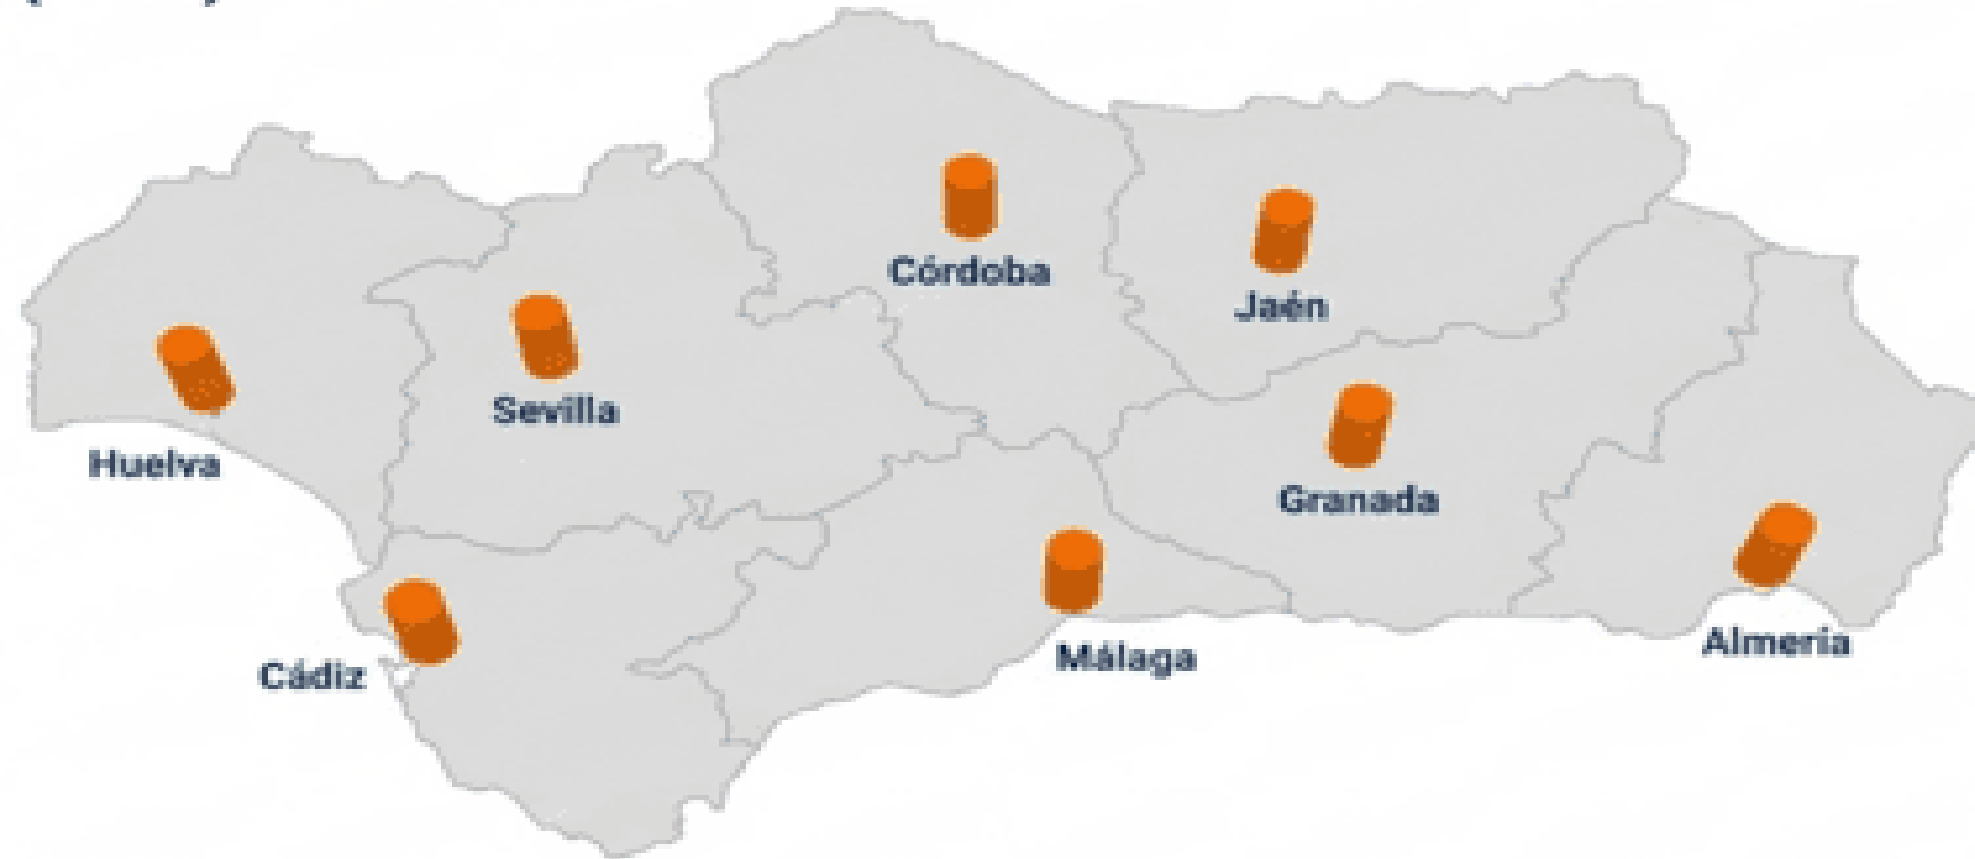 Córdoba
Jaén
Sevilla
Huelva
Granada
Cádiz
Málaga
Almería